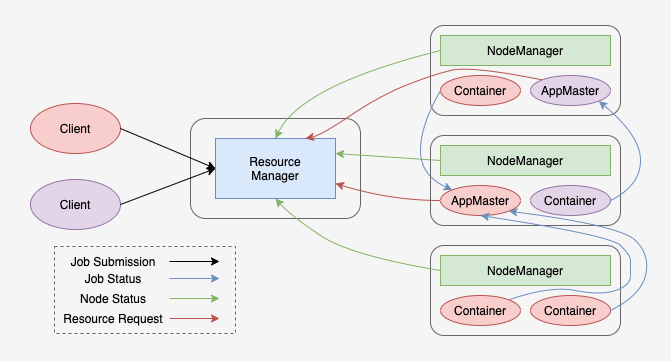 NodeManager
Container
AppMaster
Client
Resource
Manager
NodeManager
Client
AppMaster
Container
Job Submission
Job Status
Node Status
Resource Request
NodeManager
Container
Container